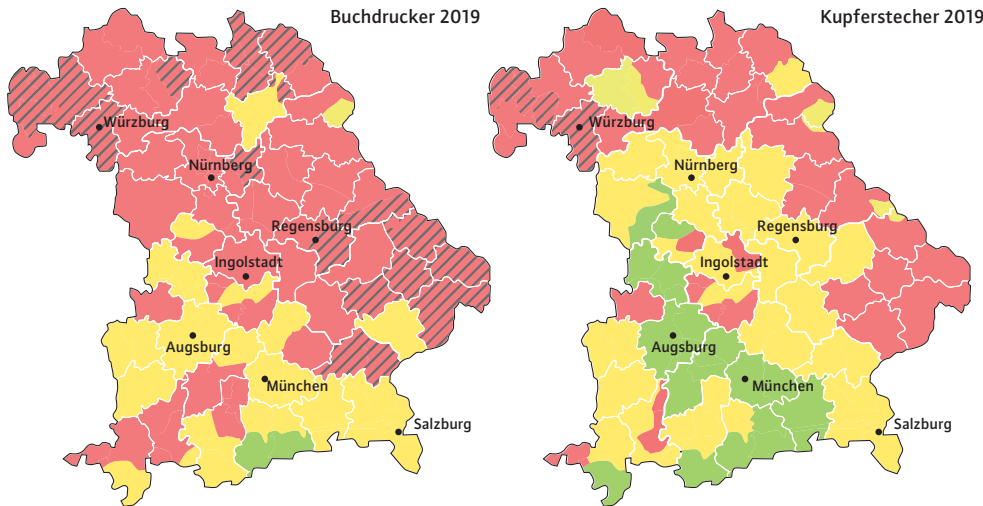 Buchdrucker 2019
Würzburg
Nürnberg
Regensburg
Ingolstadt
Augsburg
München
Salzburg
Kupferstecher 2019
Würzburg
Nürnberg
Regensburg
Ingolstadt
Augsburg
München
Salzburg